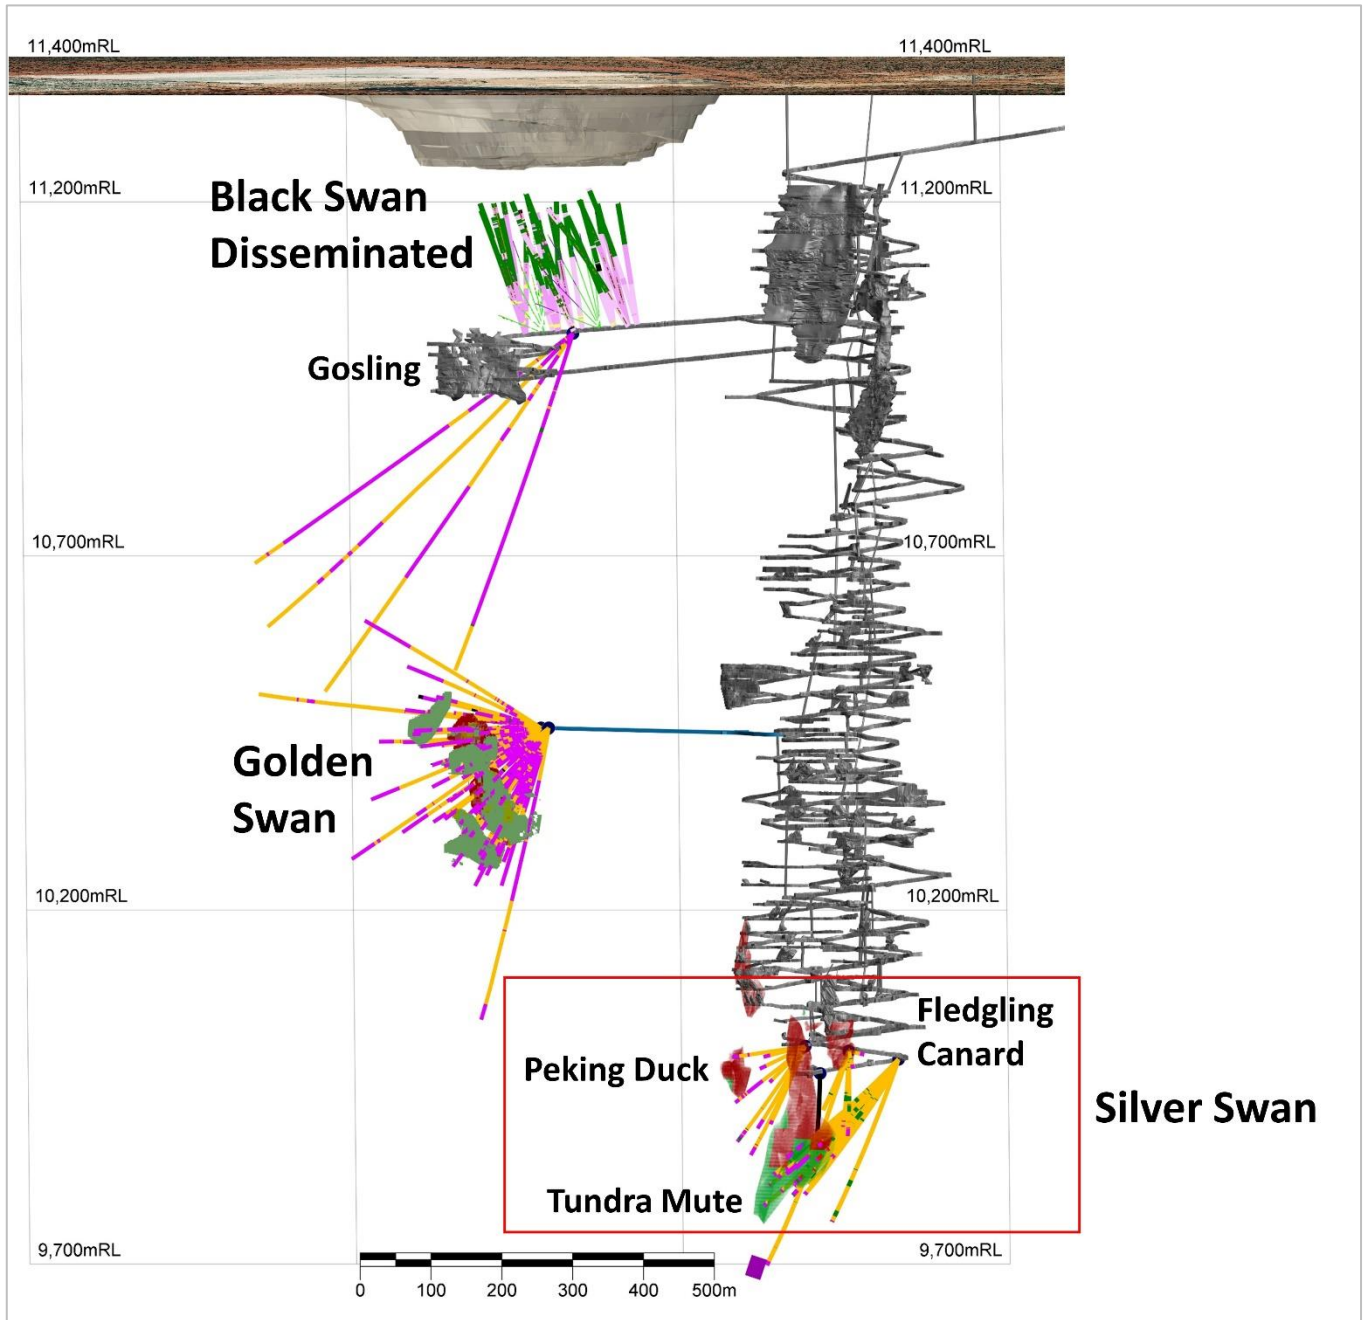 11,400mRL
11,400mRL
11,200mRL
11,200mRL
Black Swan
Disseminated
Gosling
10,700mRL
10,700mRL
Golden
Swan
10,200mRL
10,200mRL
Fledgling
Canard
Peking Duck
Silver Swan
Tundra Mute
9,700mRL
9,700mRL
0 100 200 300 400 500m